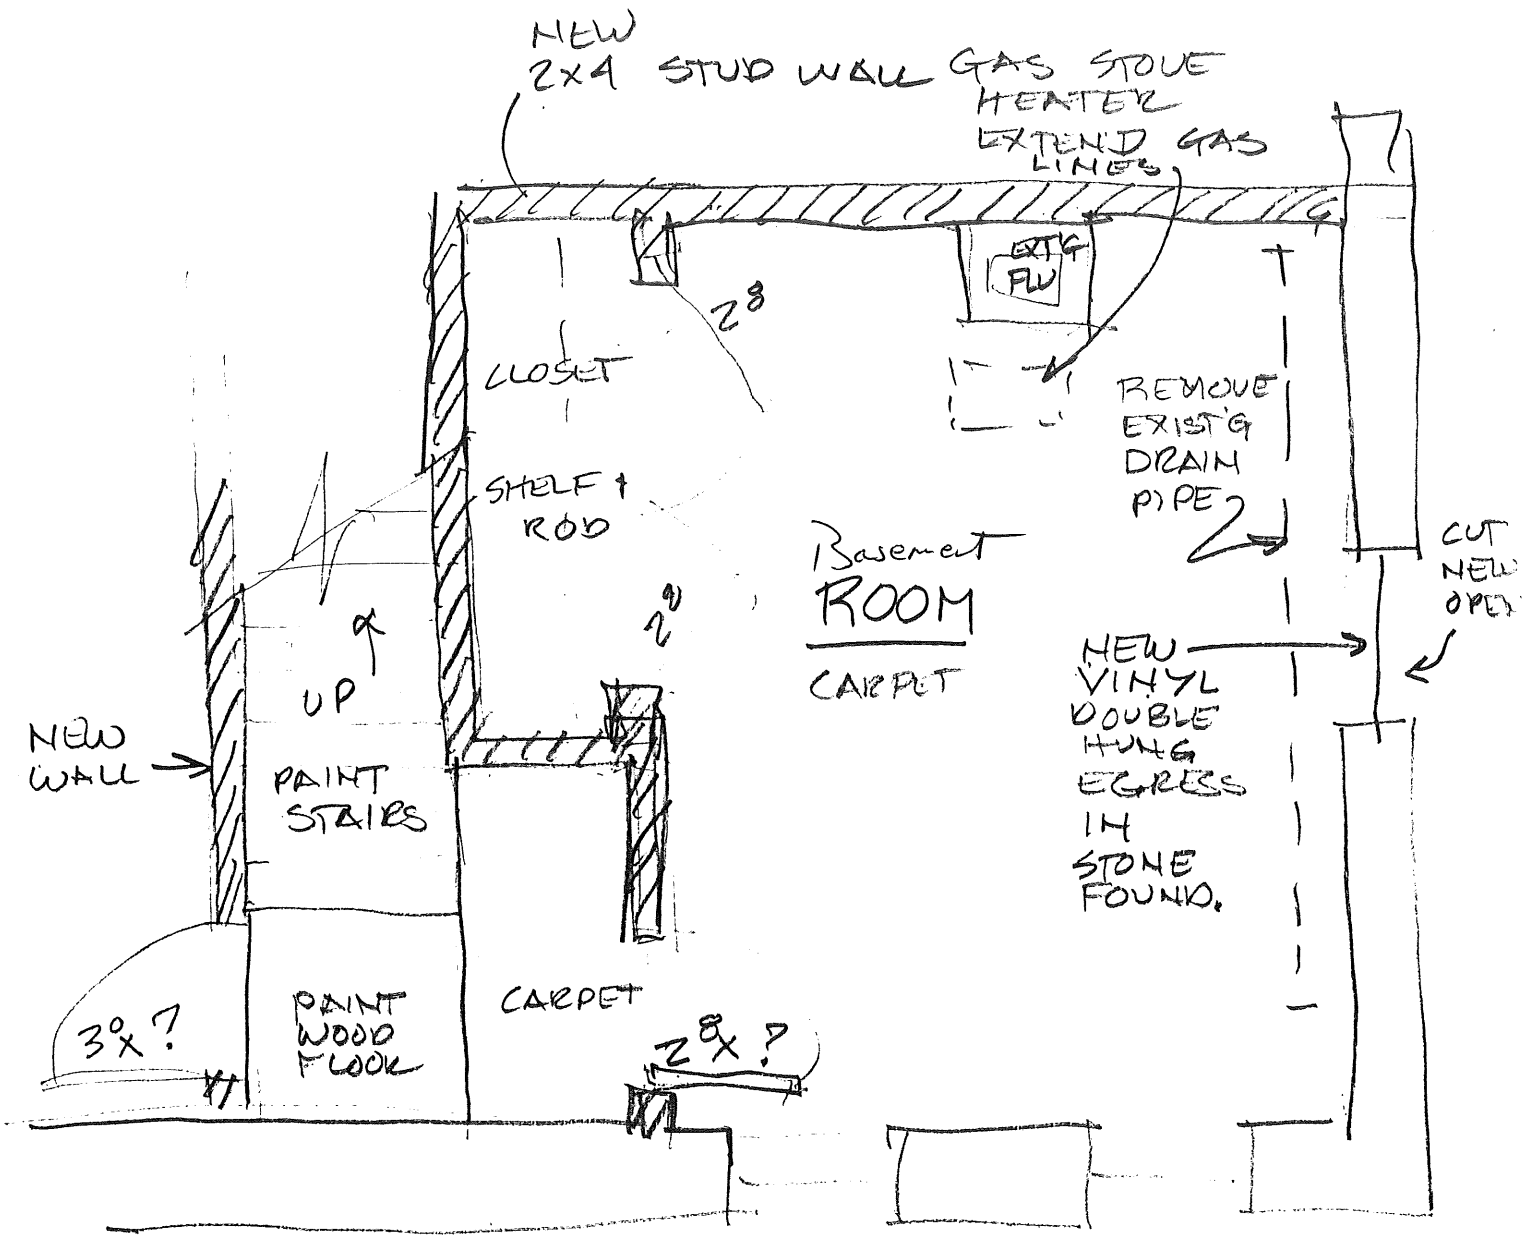 NEW
2x4 STUD WALL
GAS STOVE
HEATER
EXTEND GAS
LINES
EXT'G
FLU
2⁸
CLOSET
SHELF +
ROD
REMOVE
EXIST'G
DRAIN
PIPE
CUT
NEW
OPEN
Basement
ROOM
CARPET
2⁸
NEW
VINYL
DOUBLE
HUNG
EGRESS
IN
STONE
FOUND.
UP
NEW
WALL
PAINT
STAIRS
PAINT
WOOD
FLOOR
CARPET
3⁰x?
2⁸x?